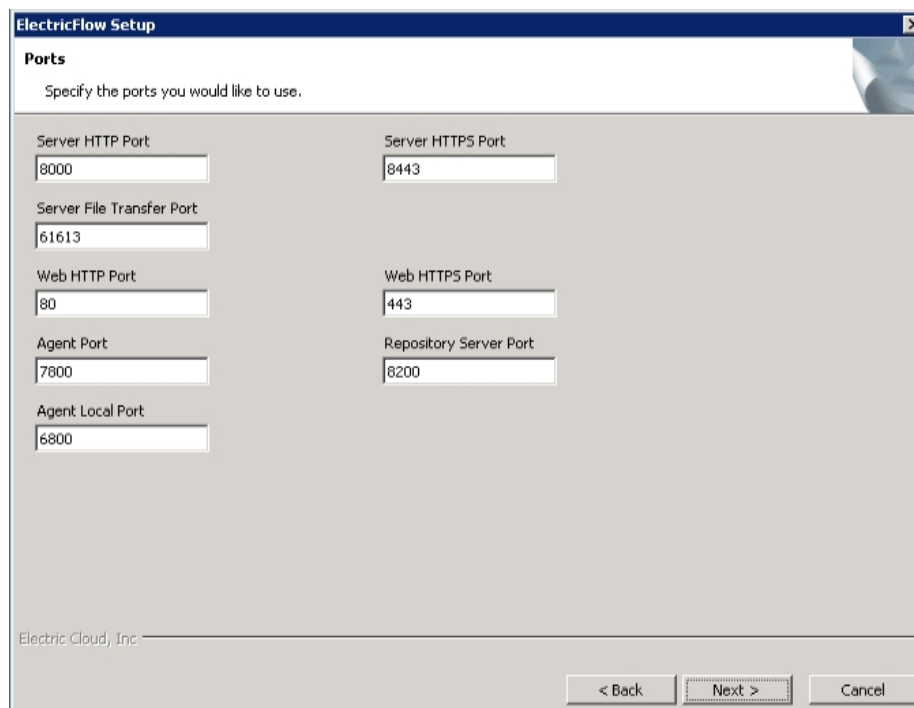 ElectricFlow Setup
Ports
Specify the ports you would like to use.
Server HTTP Port
Server HTTPS Port
8000
8443
Server File Transfer Port
61613
Web HTTP Port
Web HTTPS Port
80
443
Agent Port
Repository Server Port
7800
8200
Agent Local Port
6800
Electric Cloud, Inc
< Back
Next >
Cancel